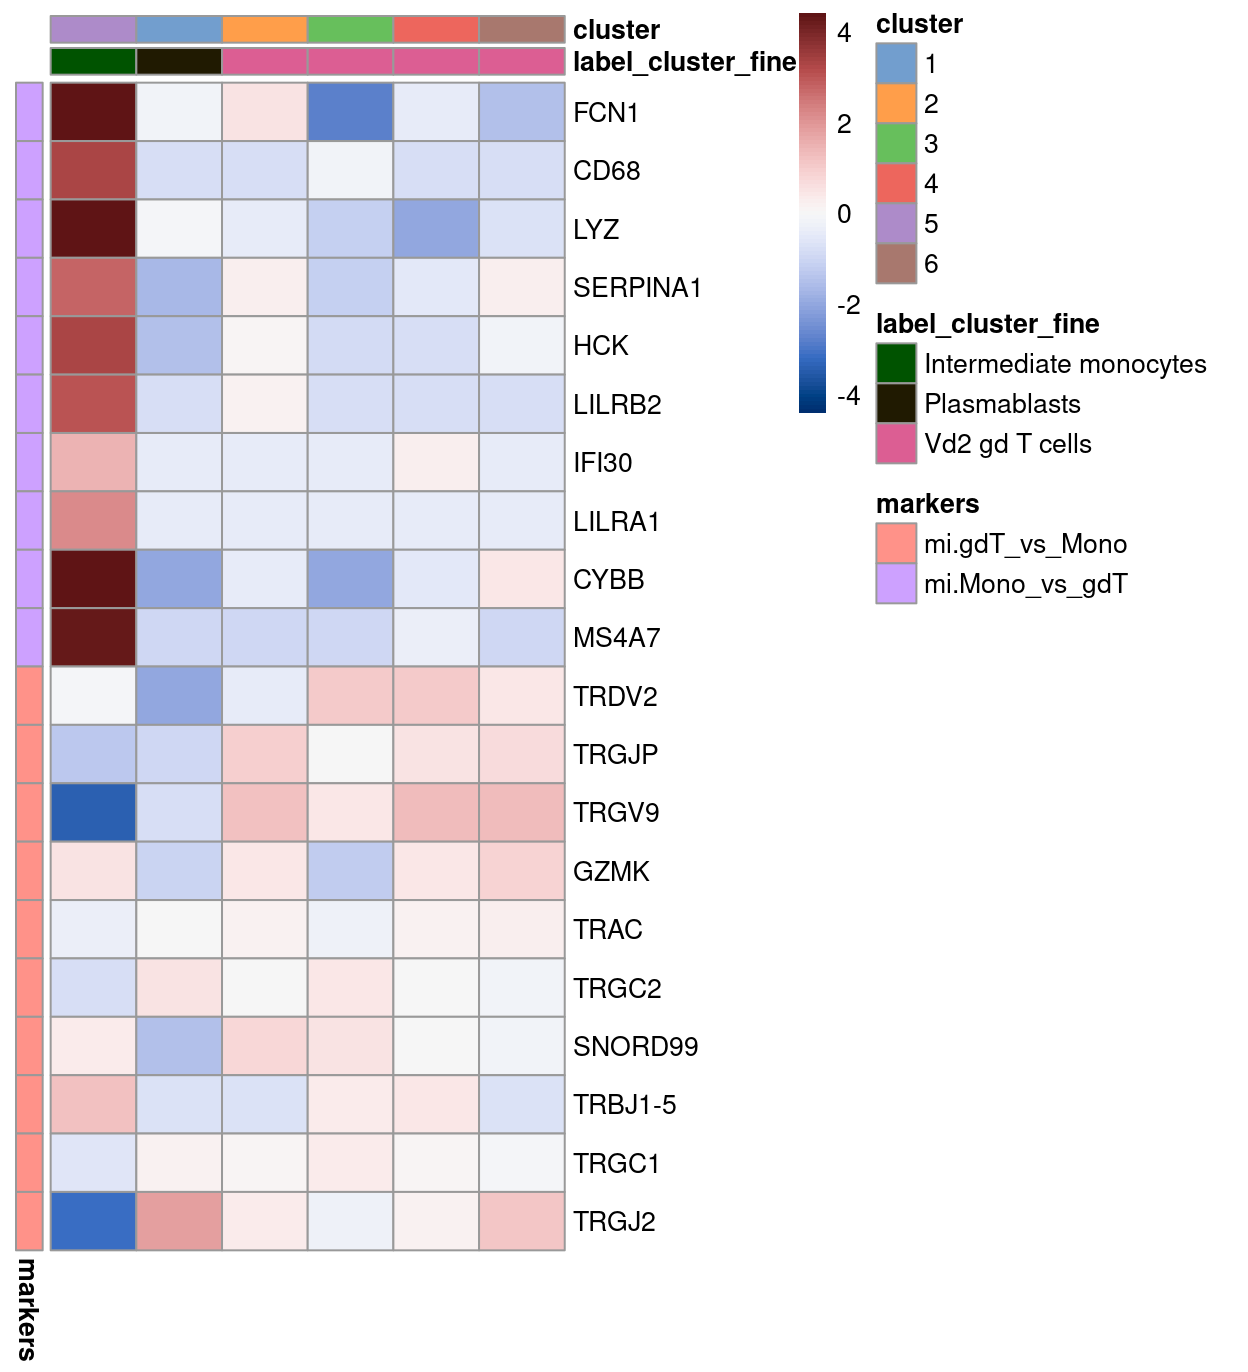 cluster
label_cluster_fine
FCN1
CD68
LYZ
SERPINA1
HCK
LILRB2
IFI30
LILRA1
CYBB
MS4A7
TRDV2
TRGJP
TRGV9
GZMK
TRAC
TRGC2
SNORD99
TRBJ1-5
TRGC1
TRGJ2
markers
4
2
0
-2
-4
cluster
1
2
3
4
5
6
label_cluster_fine
Intermediate monocytes
Plasmablasts
Vd2 gd T cells
markers
mi.gdT_vs_Mono
mi.Mono_vs_gdT